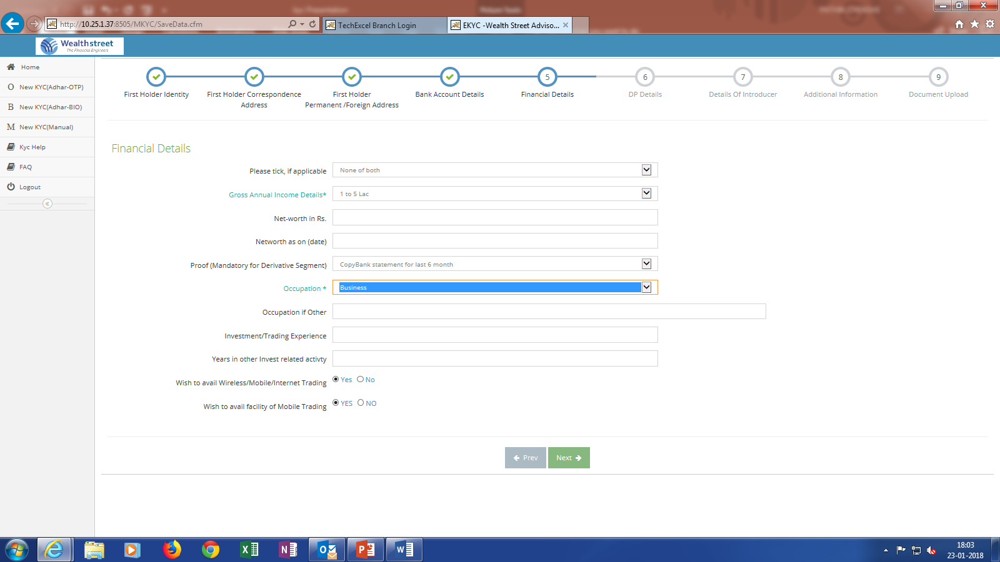 http://10.25.1.37:8505/MKYC/SaveData.cfm
TechExcel Branch Login
EKYC -Wealth Street Adviso...
Wealthstreet
The Financial Engineers
Home
O New KYC(Adhar-OTP)
B New KYC(Adhar-BIO)
M New KYC(Manual)
Kyc Help
FAQ
Logout
5 6 7 8 9
First Holder Identity
First Holder Correspondence
Address
First Holder
Permanent /Foreign Address
Bank Account Details
Financial Details
DP Details
Details Of Introducer
Additional Information
Document Upload
Financial Details
Please tick, if applicable None of both
Gross Annual Income Details* 1 to 5 Lac
Net-worth in Rs.
Networth as on (date)
Proof (Mandatory for Derivative Segment) CopyBank statement for last 6 month
Occupation * Business
Occupation if Other
Investment/Trading Experience
Years in other Invest related activty
Wish to avail Wireless/Mobile/Internet Trading Yes No
Wish to avail facility of Mobile Trading YES NO
Prev Next
18:03
23-01-2018